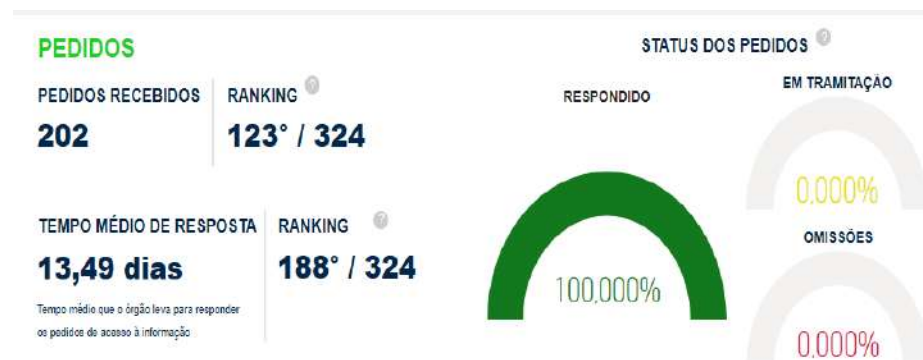 PEDIDOS
PEDIDOS RECEBIDOS
202
RANKING ?
123° / 324
TEMPO MÉDIO DE RESPOSTA
13,49 dias
Tempo médio que o órgão leva para responder
os pedidos de acesso à informação
RANKING ?
188° / 324
STATUS DOS PEDIDOS ?
RESPONDIDO
100,000%
EM TRAMITAÇÃO
0.000%
OMISSÕES
0.000%